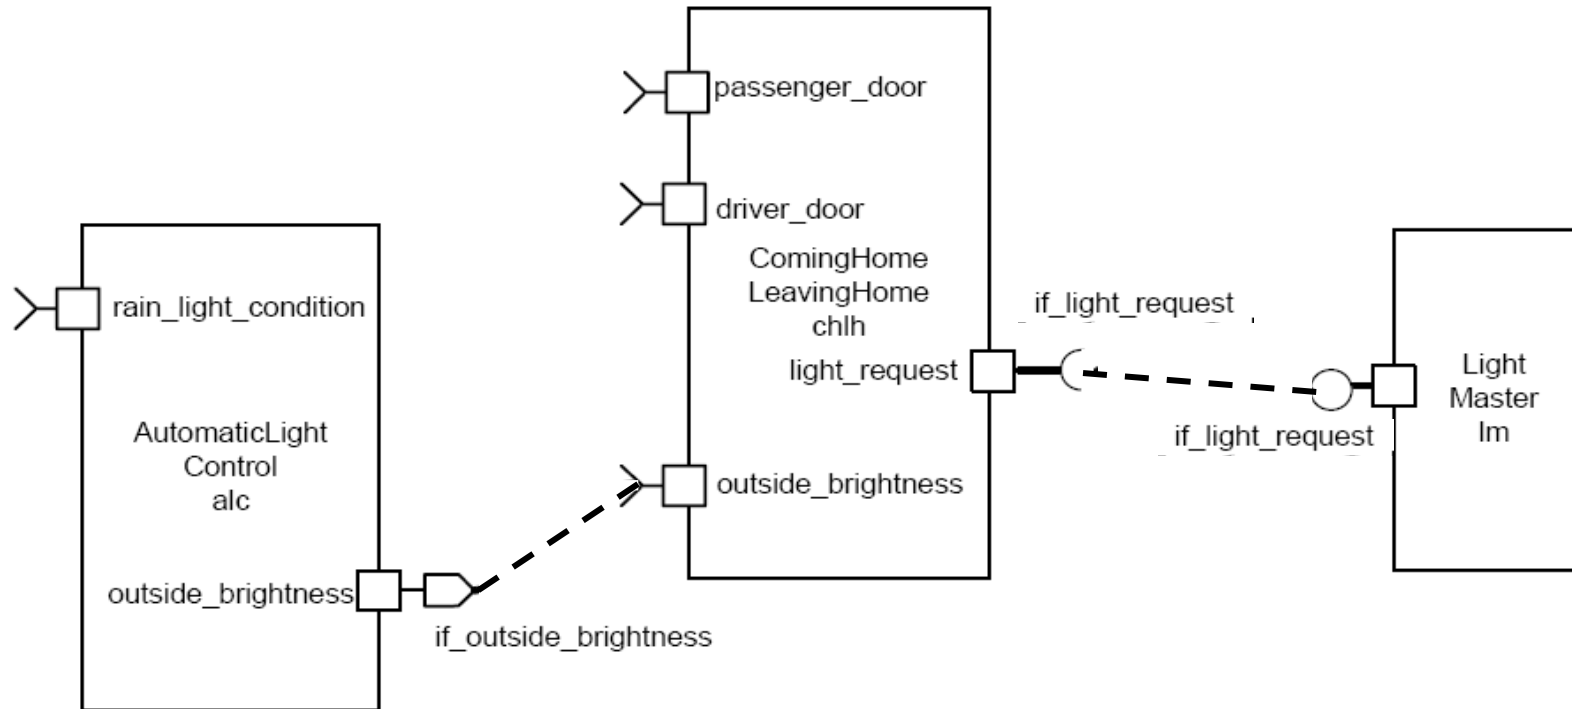 passenger_door
driver_door
ComingHome
LeavingHome
chlh
light_request
outside_brightness
rain_light_condition
AutomaticLight
Control
alc
outside_brightness
if_outside_brightness
if_light_request
if_light_request
Light
Master
lm